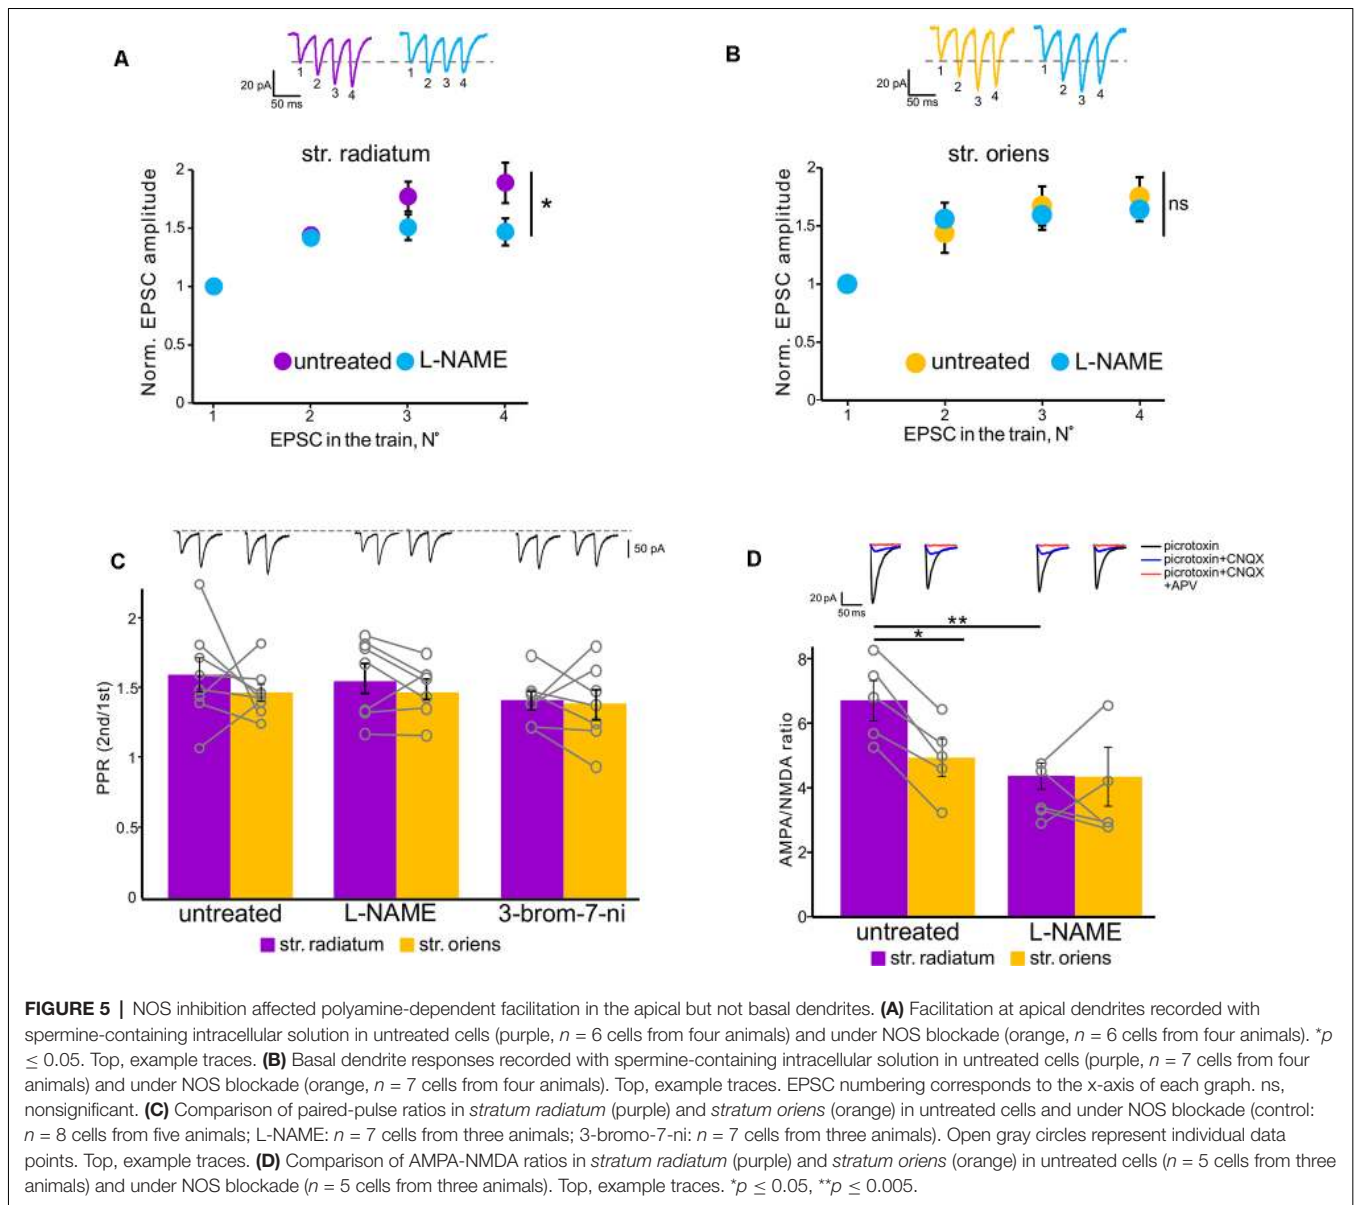 A
20 pA
50 ms
1
2
3
4
1
2
3
4
str. radiatum
Norm. EPSC amplitude
2
1.5
1
0.5
0
*
untreated
L-NAME
1
2
3
4
EPSC in the train, N°
B
20 pA
50 ms
1
2
3
4
1
2
3
4
str. oriens
Norm. EPSC amplitude
2
1.5
1
0.5
0
ns
untreated
L-NAME
1
2
3
4
EPSC in the train, N°
C
50 pA
PPR (2nd/1st)
2
1.5
1
0.5
0
untreated
L-NAME
3-brom-7-ni
str. radiatum
str. oriens
D
picrotoxin
picrotoxin+CNQX
picrotoxin+CNQX
+APV
20 pA
50 ms
**
*
AMPA/NMDA ratio
8
6
4
2
0
untreated
L-NAME
str. radiatum
str. oriens
FIGURE 5 | NOS inhibition affected polyamine-dependent facilitation in the apical but not basal dendrites. (A) Facilitation at apical dendrites recorded with
spermine-containing intracellular solution in untreated cells (purple, n = 6 cells from four animals) and under NOS blockade (orange, n = 6 cells from four animals). *p
≤ 0.05. Top, example traces. (B) Basal dendrite responses recorded with spermine-containing intracellular solution in untreated cells (purple, n = 7 cells from four
animals) and under NOS blockade (orange, n = 7 cells from four animals). Top, example traces. EPSC numbering corresponds to the x-axis of each graph. ns,
nonsignificant. (C) Comparison of paired-pulse ratios in stratum radiatum (purple) and stratum oriens (orange) in untreated cells and under NOS blockade (control:
n = 8 cells from five animals; L-NAME: n = 7 cells from three animals; 3-bromo-7-ni: n = 7 cells from three animals). Open gray circles represent individual data
points. Top, example traces. (D) Comparison of AMPA-NMDA ratios in stratum radiatum (purple) and stratum oriens (orange) in untreated cells (n = 5 cells from three
animals) and under NOS blockade (n = 5 cells from three animals). Top, example traces. *p ≤ 0.05, **p ≤ 0.005.